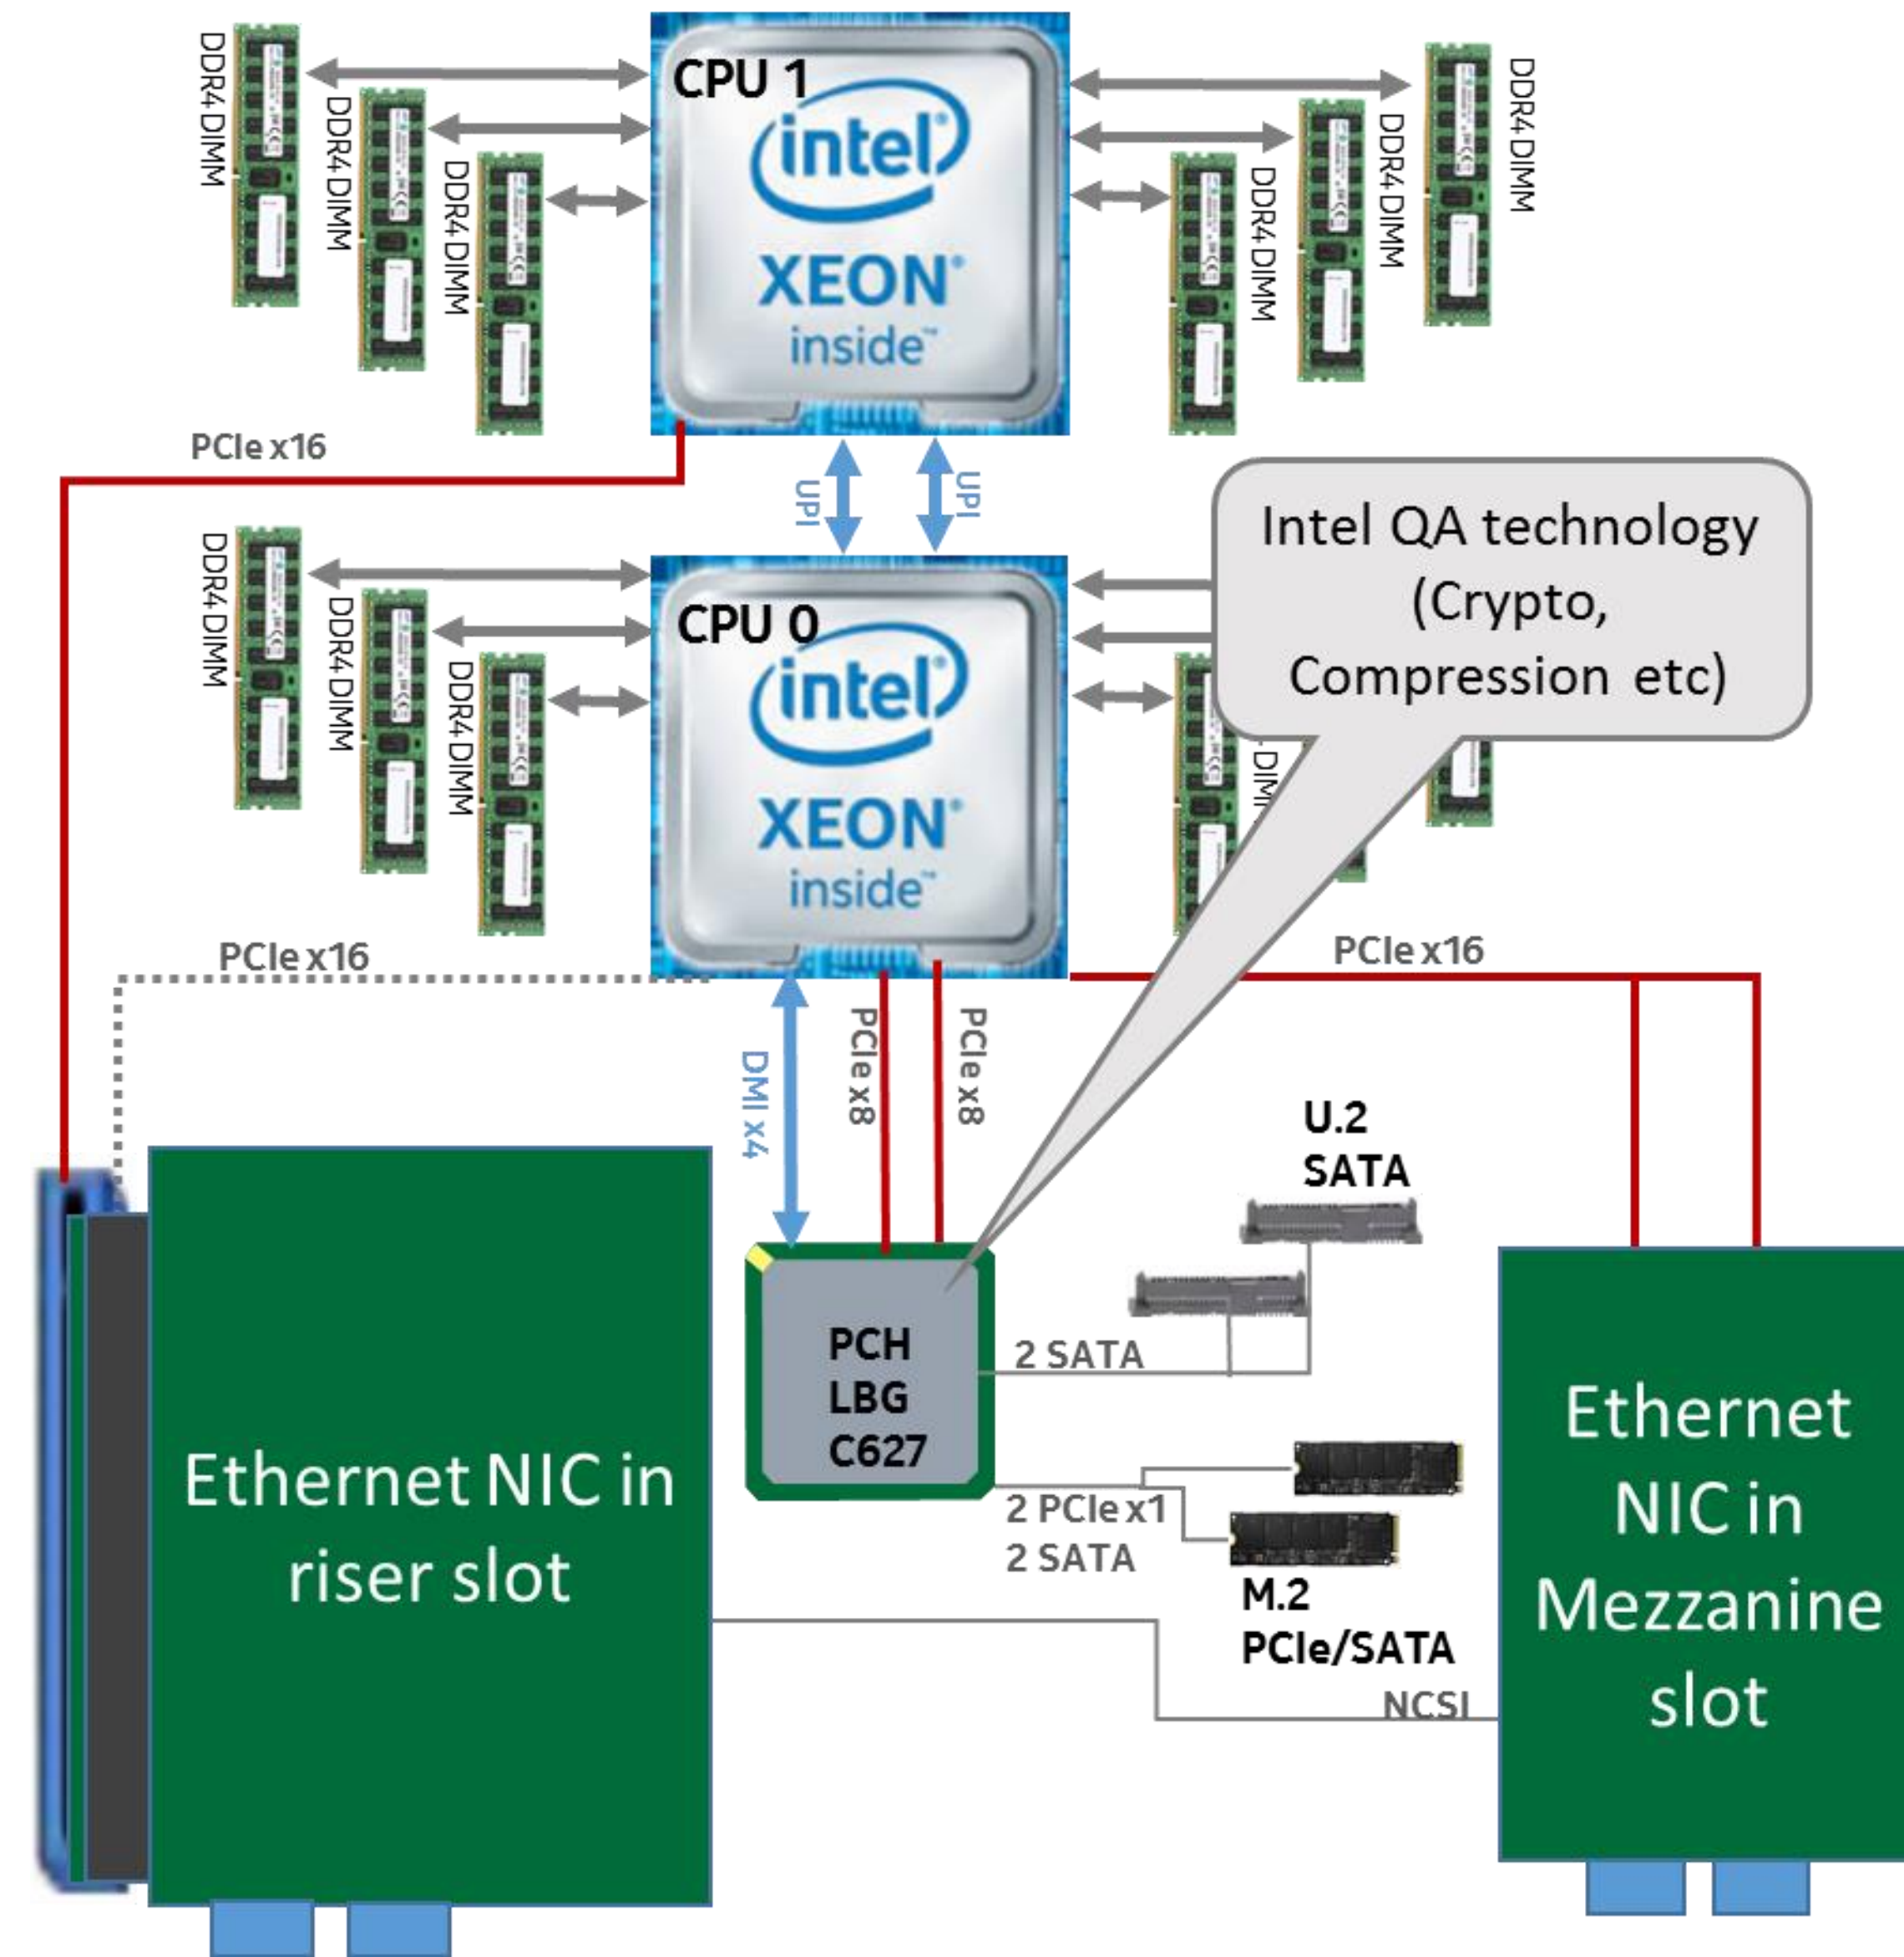 DDR4 DIMM
DDR4 DIMM
DDR4 DIMM
CPU 1
intel®
XEON®
inside™
DDR4 DIMM
DDR4 DIMM
DDR4 DIMM
PCIe x16
UPI
UPI
Intel QA technology
(Crypto,
Compression etc)
DDR4 DIMM
DDR4 DIMM
DDR4 DIMM
CPU 0
intel®
XEON®
inside™
PCIe x16
PCIe x16
DMI x4
PCIe x8
PCIe x8
U.2
SATA
PCH
LBG
C627
2 SATA
2 PCIe x1
2 SATA
M.2
PCIe/SATA
NCSI
Ethernet NIC in
riser slot
Ethernet
NIC in
Mezzanine
slot